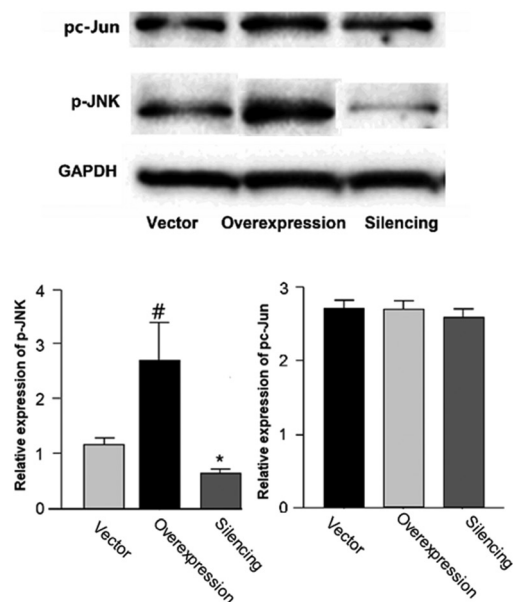 pc-Jun
p-JNK
GAPDH
Vector Overexpression Silencing
Relative expression of p-JNK
4
3
2
1
0
#
*
Vector
Overexpression
Silencing
Relative expression of pc-Jun
3
2
1
0
Vector
Overexpression
Silencing